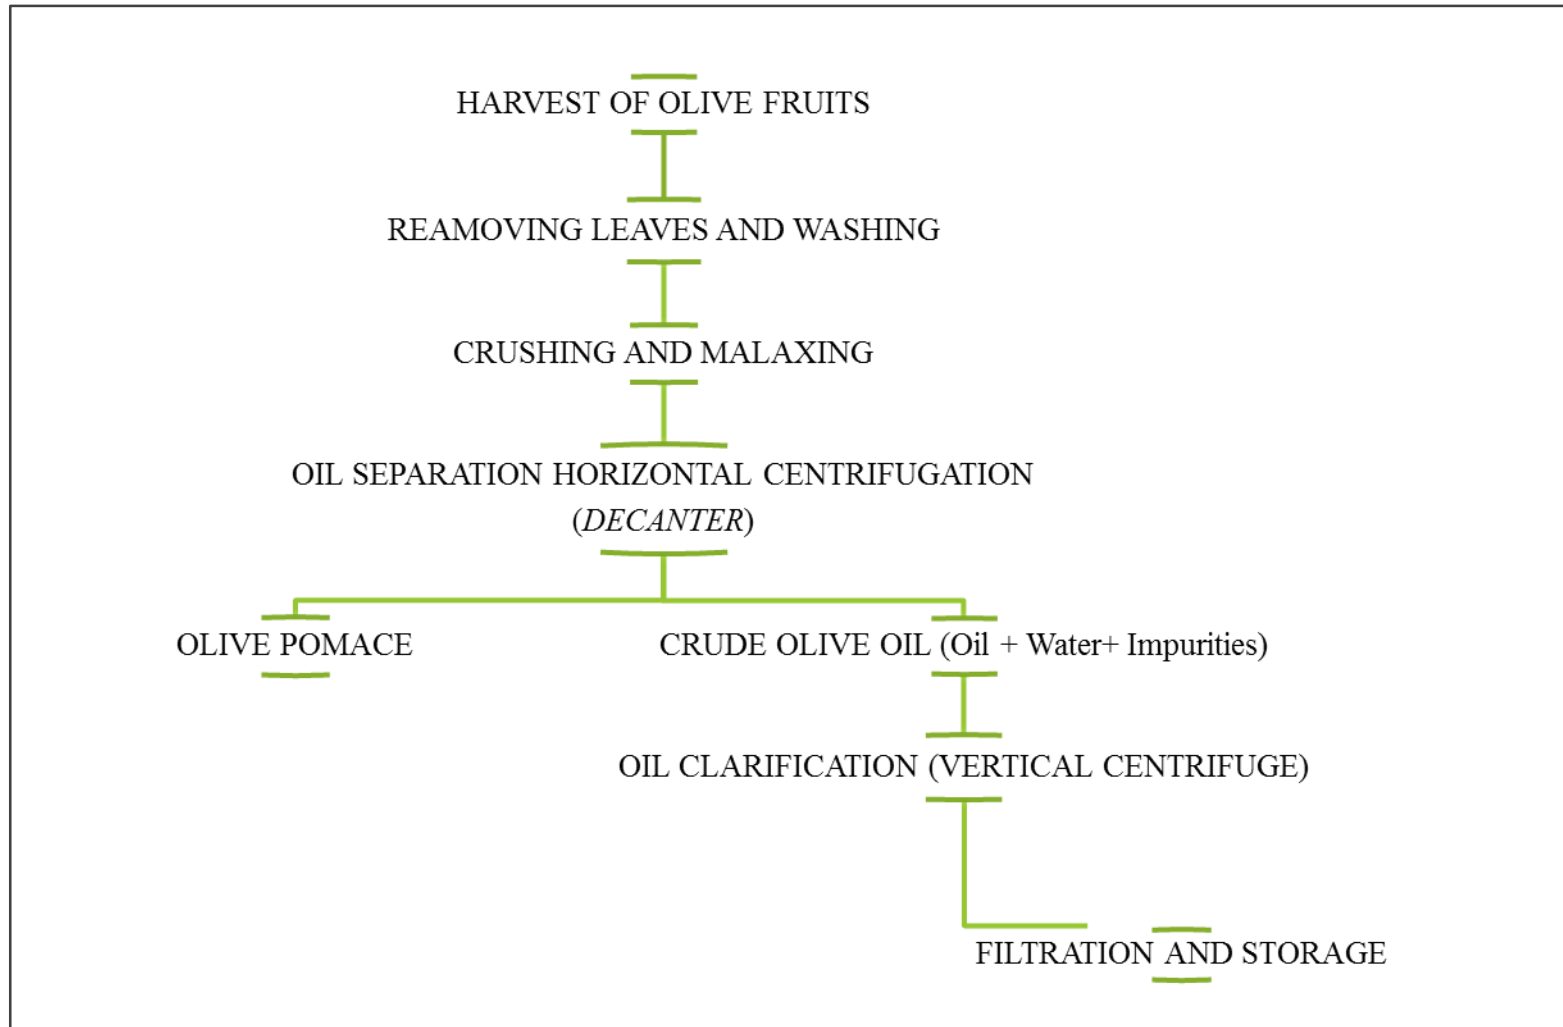 HARVEST OF OLIVE FRUITS
REAMOVING LEAVES AND WASHING
CRUSHING AND MALAXING
OIL SEPARATION HORIZONTAL CENTRIFUGATION
(DECANTER)
OLIVE POMACE
CRUDE OLIVE OIL (Oil + Water+ Impurities)
OIL CLARIFICATION (VERTICAL CENTRIFUGE)
FILTRATION AND STORAGE